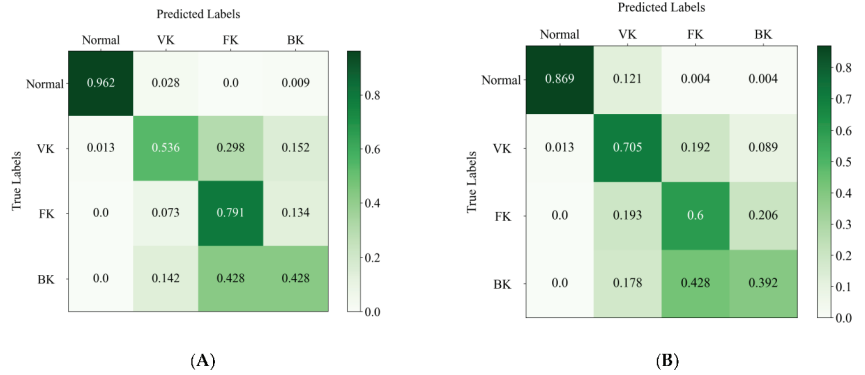 Predicted Labels
Normal VK FK BK
Normal 0.962 0.028 0.0 0.009
VK 0.013 0.536 0.298 0.152
FK 0.0 0.073 0.791 0.134
BK 0.0 0.142 0.428 0.428
True Labels
0.8
0.6
0.4
0.2
0.0
(A)
Predicted Labels
Normal VK FK BK
Normal 0.869 0.121 0.004 0.004
VK 0.013 0.705 0.192 0.089
FK 0.0 0.193 0.6 0.206
BK 0.0 0.178 0.428 0.392
True Labels
0.8
0.7
0.6
0.5
0.4
0.3
0.2
0.1
0.0
(B)